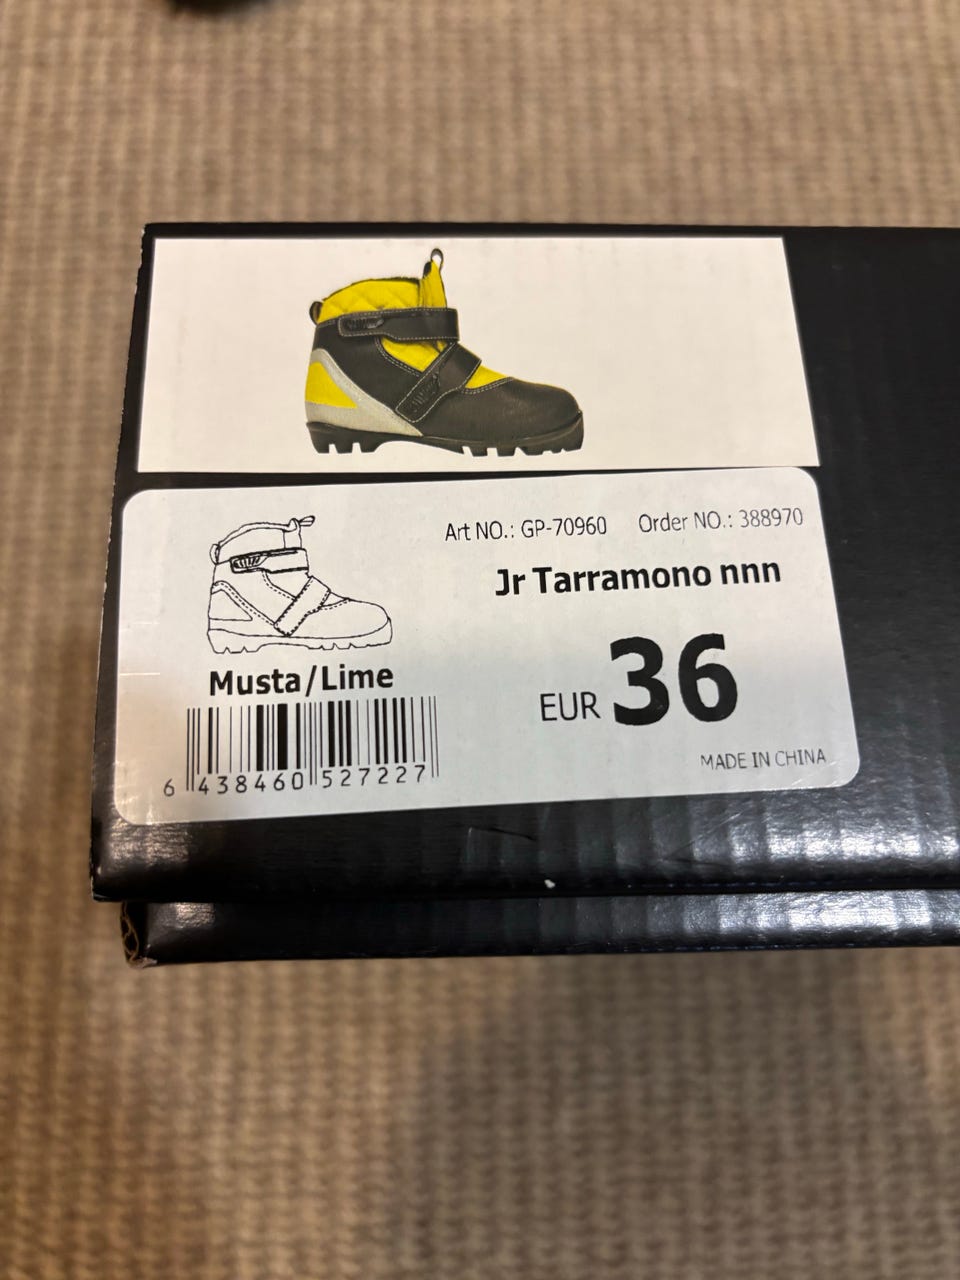 Art NO.: GP-70960 Order NO.: 388970
Jr Tarramono nnn
Musta/Lime
EUR 36
MADE IN CHINA
6 438460 527227